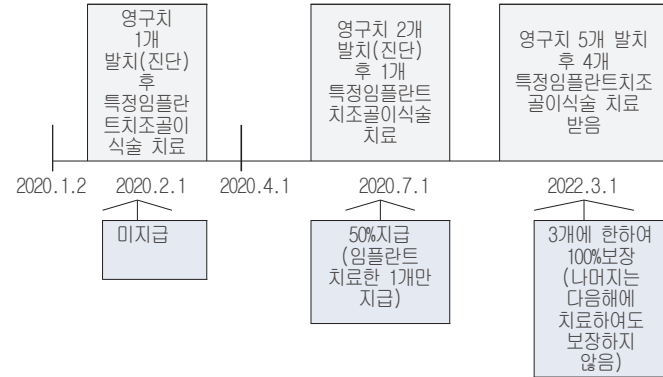 영구치
1개
발치(진단)
후
특정임플란
트치조골이
식술 치료
영구치 2개
발치(진단)
후 1개
특정임플란트
치조골이식술
치료
영구치 5개 발치
후 4개
특정임플란트치조
골이식술 치료
받음
2020.1.2
2020.2.1
2020.4.1
2020.7.1
2022.3.1
미지급
50%지급
(임플란트
치료한 1개만
지급)
3개에 한하여
100%보장
(나머지는
다음해에
치료하여도
보장하지
않음)